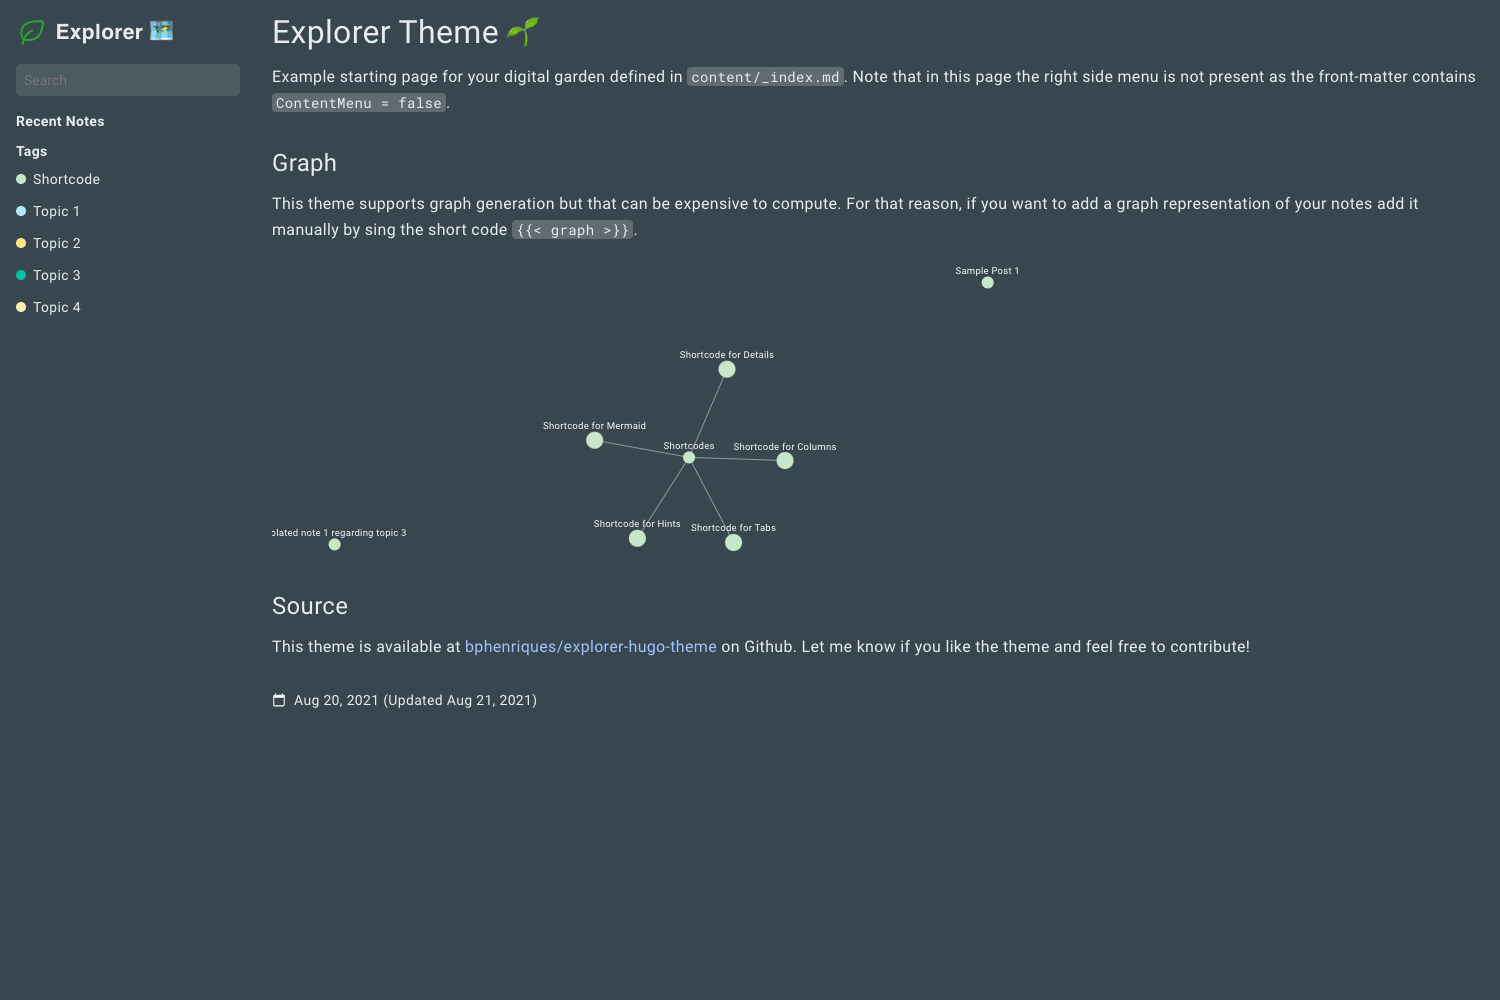 Explorer 🗺️
Search
Recent Notes
Tags
Shortcode
Topic 1
Topic 2
Topic 3
Topic 4
Explorer Theme 🌱
Example starting page for your digital garden defined in content/_index.md. Note that in this page the right side menu is not present as the front-matter contains
ContentMenu = false.
Graph
This theme supports graph generation but that can be expensive to compute. For that reason, if you want to add a graph representation of your notes add it
manually by sing the short code {{< graph >}}.
Sample Post 1
Shortcode for Details
Shortcode for Mermaid
Shortcodes
Shortcode for Columns
Shortcode for Hints
Shortcode for Tabs
olated note 1 regarding topic 3
Source
This theme is available at bphenriques/explorer-hugo-theme on Github. Let me know if you like the theme and feel free to contribute!
Aug 20, 2021 (Updated Aug 21, 2021)